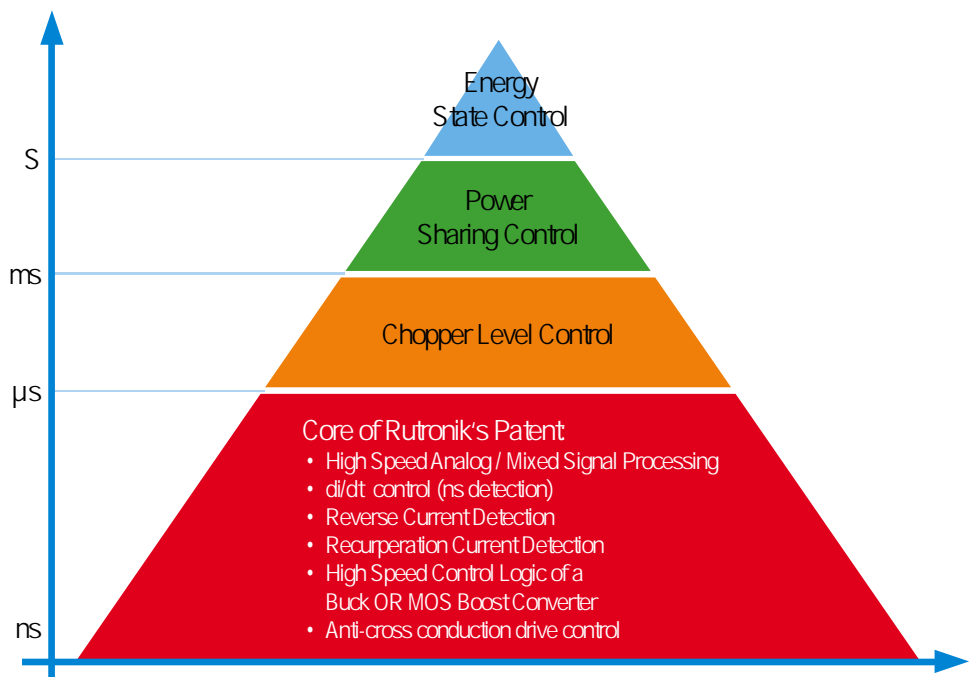 Energy
State Control
S
Power
Sharing Control
ms
Chopper Level Control
µs
Core of Rutronik's Patent:
• High Speed Analog / Mixed Signal Processing
• di/dt control (ns detection)
• Reverse Current Detection
• Recurperation Current Detection
• High Speed Control Logic of a
Buck OR MOS Boost Converter
• Anti-cross conduction drive control
ns